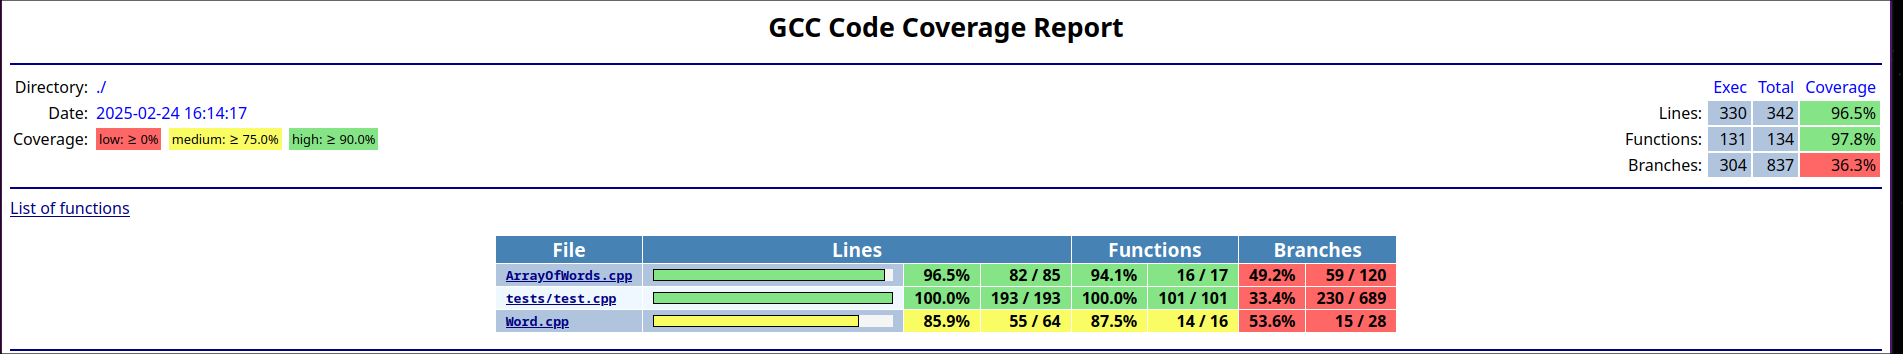 GCC Code Coverage Report
Directory: ./
Date: 2025-02-24 16:14:17
Coverage: low: ≥ 0% medium: ≥ 75.0% high: ≥ 90.0%
Exec Total Coverage
Lines: 330 342 96.5%
Functions: 131 134 97.8%
Branches: 304 837 36.3%
List of functions
File Lines Functions Branches
ArrayOfWords.cpp 96.5% 82 / 85 94.1% 16 / 17 49.2% 59 / 120
tests/test.cpp 100.0% 193 / 193 100.0% 101 / 101 33.4% 230 / 689
Word.cpp 85.9% 55 / 64 87.5% 14 / 16 53.6% 15 / 28